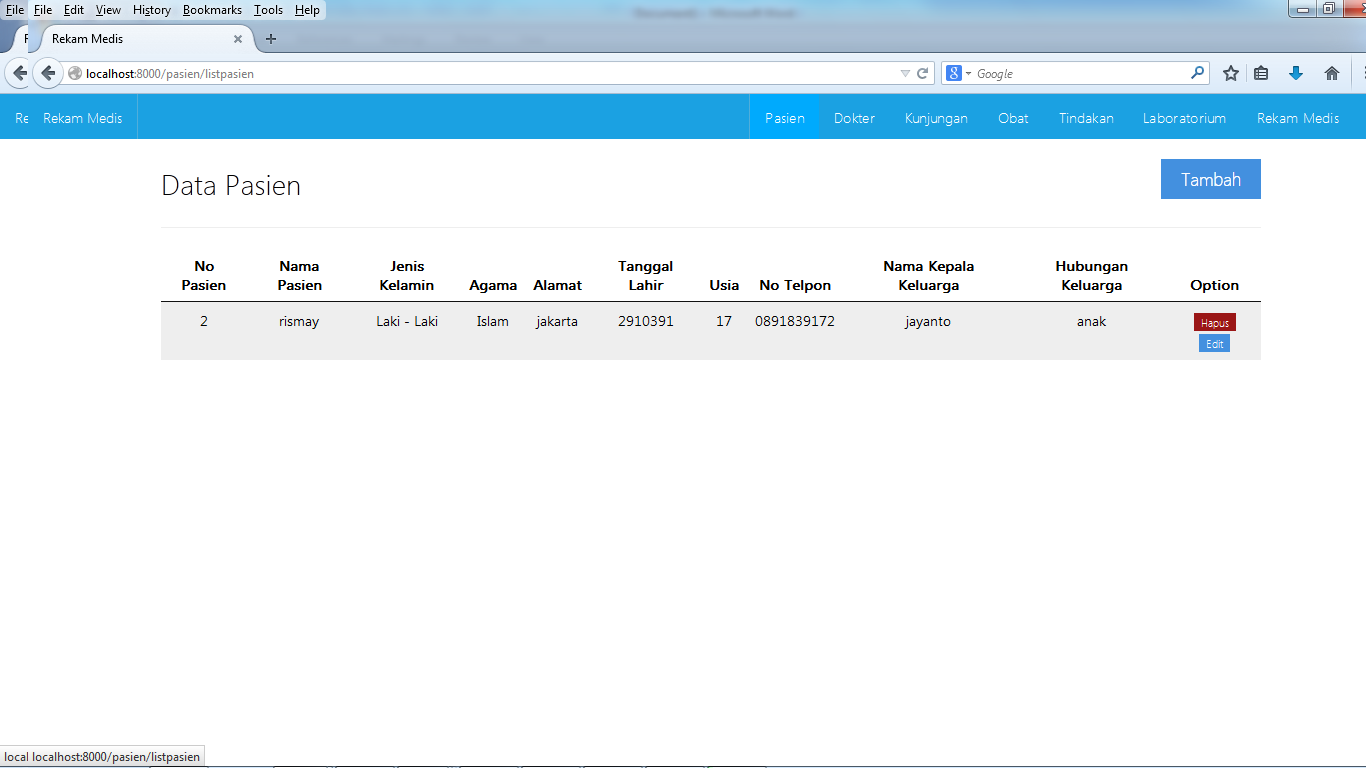 File File Edit View History Bookmarks Tools Help
Rekam Medis
localhost:8000/pasien/listpasien
Google
Re Rekam Medis Pasien Dokter Kunjungan Obat Tindakan Laboratorium Rekam Medis
Data Pasien Tambah
No Pasien Nama Pasien Jenis Kelamin Agama Alamat Tanggal Lahir Usia No Telpon Nama Kepala Keluarga Hubungan Keluarga Option
2 rismay Laki - Laki Islam jakarta 2910391 17 0891839172 jayanto anak Hapus
Edit
local localhost:8000/pasien/listpasien